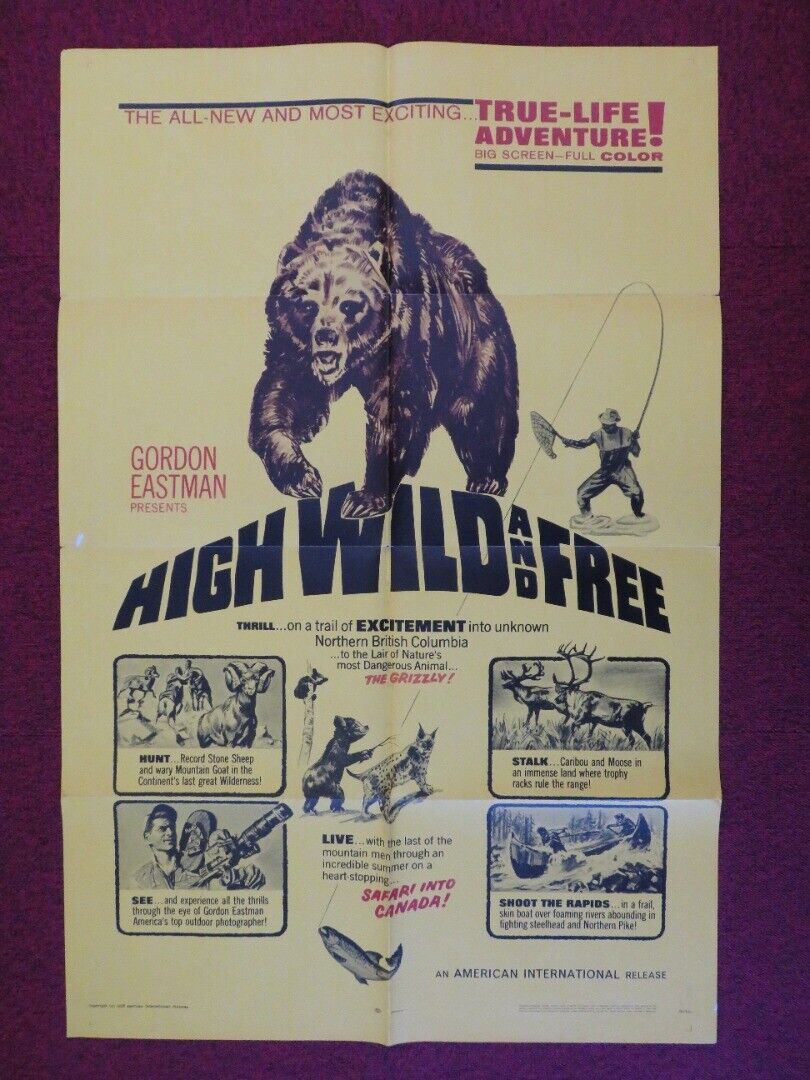 THE ALL-NEW AND MOST EXCITING...
TRUE-LIFE
ADVENTURE!
BIG SCREEN—FULL COLOR
GORDON
EASTMAN
PRESENTS
HIGH WILD AND FREE
THRILL...on a trail of EXCITEMENT into unknown
Northern British Columbia
...to the Lair of Nature's
most Dangerous Animal...
THE GRIZZLY!
HUNT...Record Stone Sheep
and wary Mountain Goat in the
Continent's last great Wilderness!
STALK...Caribou and Moose in
an immense land where trophy
racks rule the range!
SEE...and experience all the thrills
through the eye of Gordon Eastman
America's top outdoor photographer!
LIVE...with the last of the
mountain men through an
incredible summer on a
heart-stopping...
SAFARI INTO
CANADA!
SHOOT THE RAPIDS...in a frail,
skin boat over foaming rivers abounding in
fighting steelhead and Northern Pike!
AN AMERICAN INTERNATIONAL RELEASE